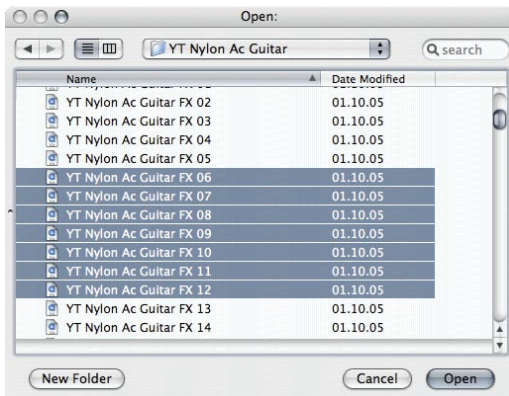 Open:
YT Nylon Ac Guitar
search
Name Date Modified
YT Nylon Ac Guitar FX 02 01.10.05
YT Nylon Ac Guitar FX 03 01.10.05
YT Nylon Ac Guitar FX 04 01.10.05
YT Nylon Ac Guitar FX 05 01.10.05
YT Nylon Ac Guitar FX 06 01.10.05
YT Nylon Ac Guitar FX 07 01.10.05
YT Nylon Ac Guitar FX 08 01.10.05
YT Nylon Ac Guitar FX 09 01.10.05
YT Nylon Ac Guitar FX 10 01.10.05
YT Nylon Ac Guitar FX 11 01.10.05
YT Nylon Ac Guitar FX 12 01.10.05
YT Nylon Ac Guitar FX 13 01.10.05
YT Nylon Ac Guitar FX 14 01.10.05
New Folder Cancel Open